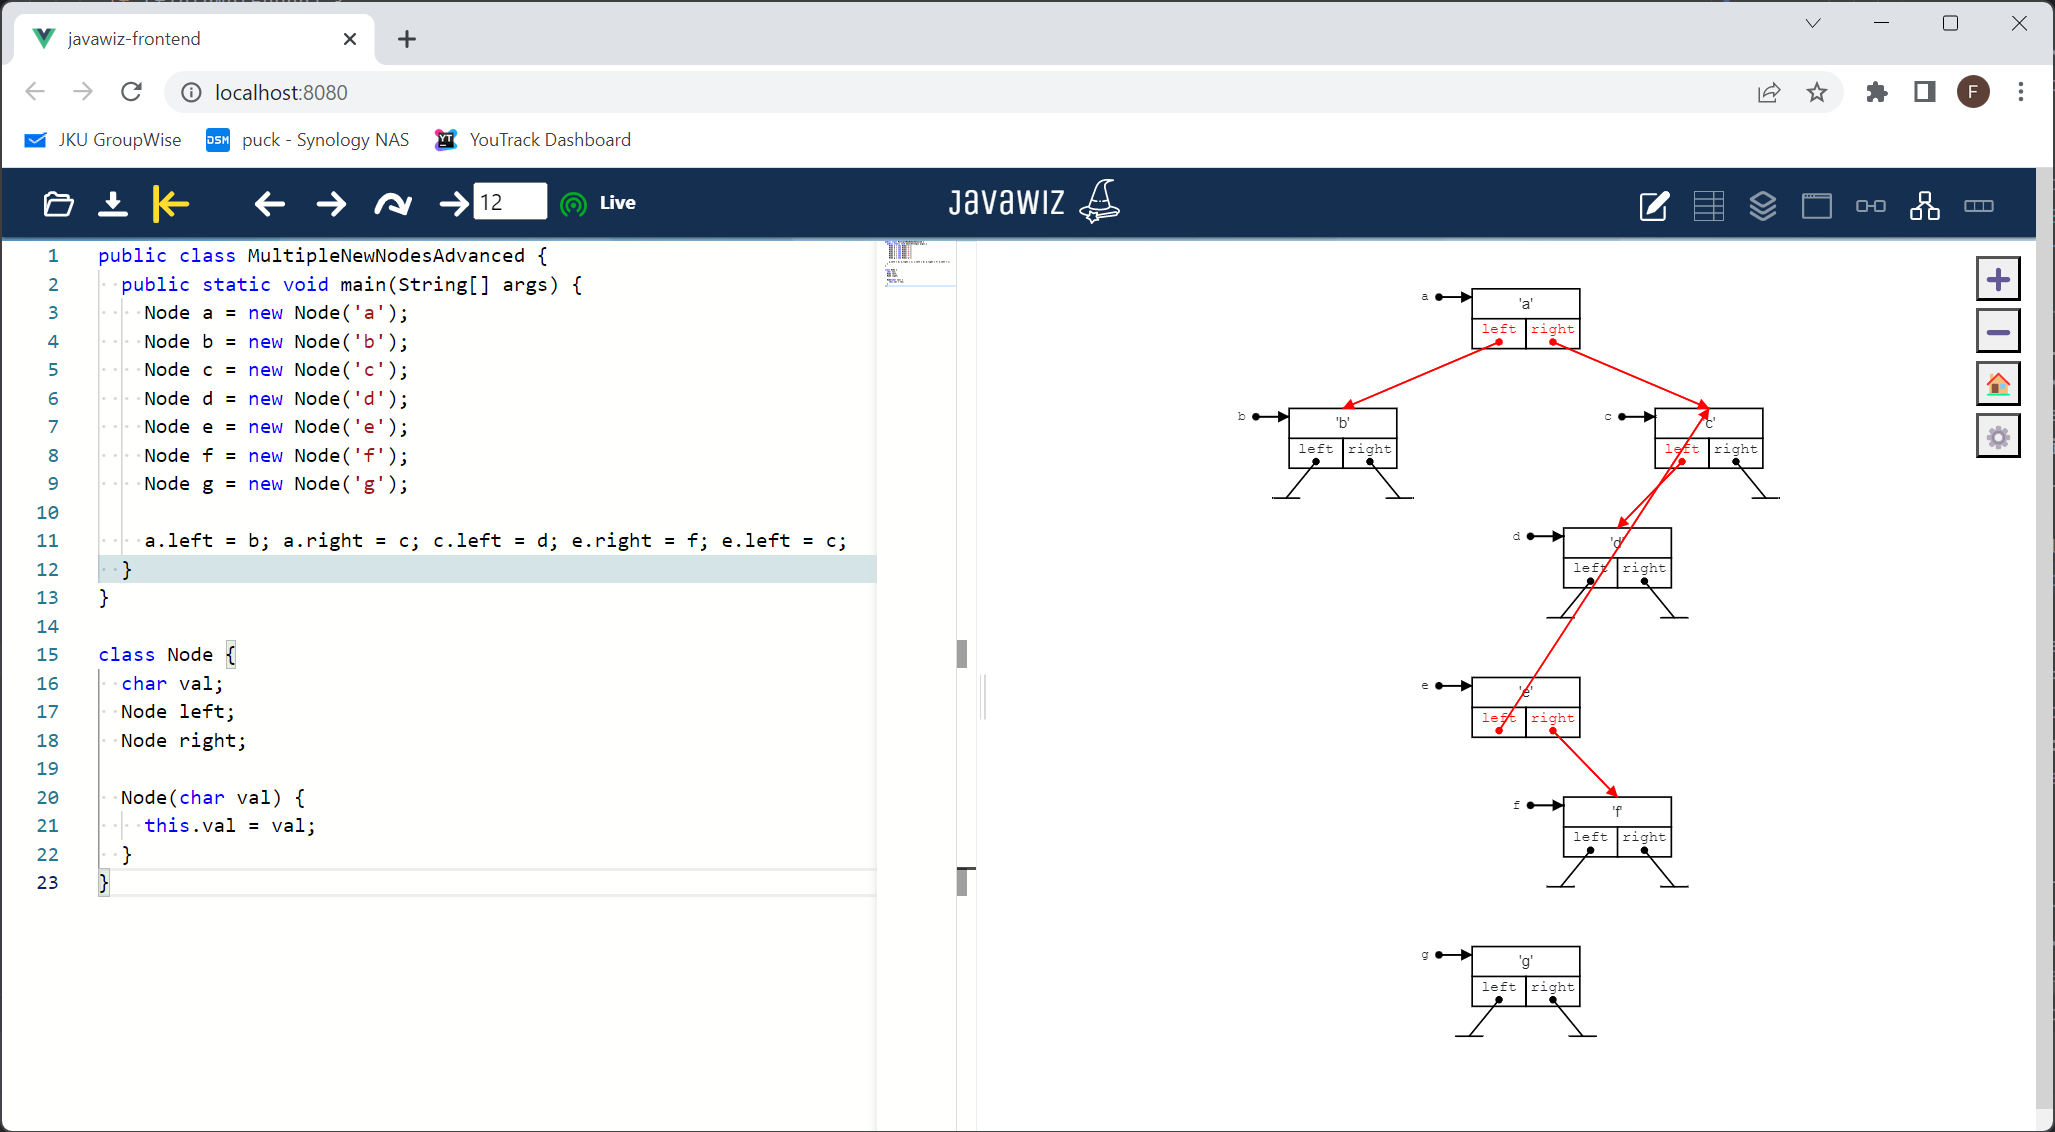 javawiz-frontend
localhost:8080
F
JKU GroupWise
DSM
puck - Synology NAS
YT
YouTrack Dashboard
12
Live
JAVAWIZ
1 public class MultipleNewNodesAdvanced {
2 public static void main(String[] args) {
3 Node a = new Node('a');
4 Node b = new Node('b');
5 Node c = new Node('c');
6 Node d = new Node('d');
7 Node e = new Node('e');
8 Node f = new Node('f');
9 Node g = new Node('g');
10
11 a.left = b; a.right = c; c.left = d; e.right = f; e.left = c;
12 }
13 }
14
15 class Node {
16 char val;
17 Node left;
18 Node right;
19
20 Node(char val) {
21 this.val = val;
22 }
23 }
a 'a'
left right
b 'b'
left right
c 'c'
left right
d 'd'
left right
e 'e'
left right
f 'f'
left right
g 'g'
left right